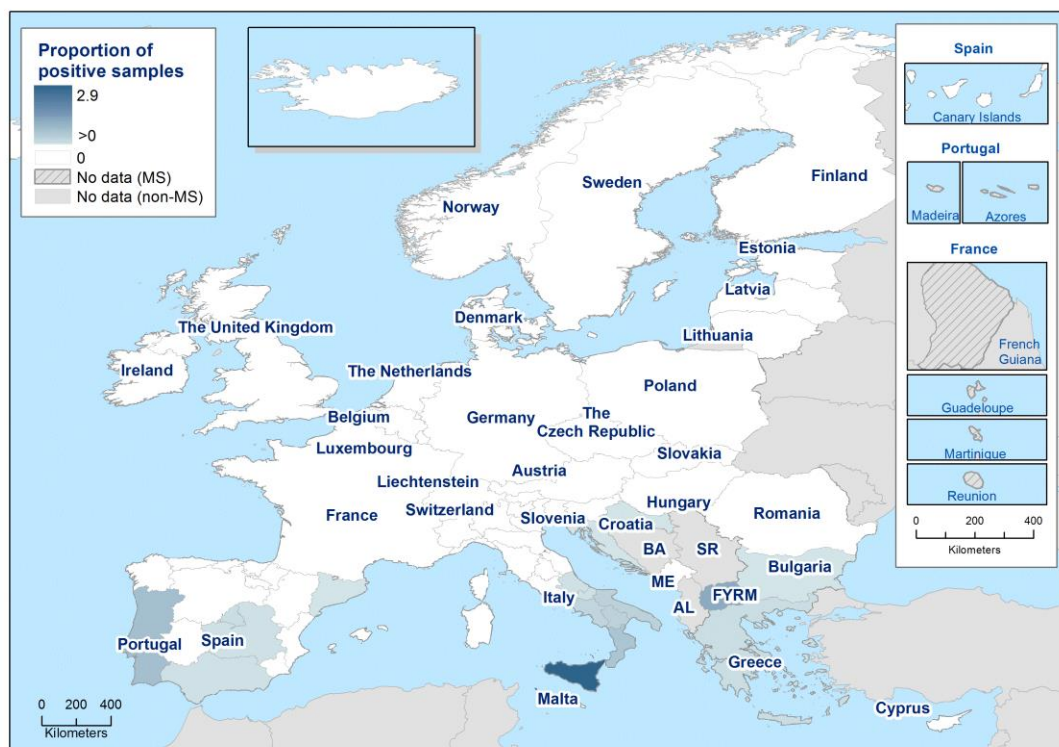 Proportion of
positive samples
2.9
>0
0
No data (MS)
No data (non-MS)
Spain
Canary Islands
Portugal
Madeira
Azores
France
French
Guiana
Guadeloupe
Martinique
Reunion
0 200 400
Kilometers
Finland
Sweden
Norway
Estonia
Latvia
Denmark
The United Kingdom
Lithuania
Ireland
The Netherlands
Poland
Belgium
Germany
The
Czech Republic
Luxembourg
Slovakia
Austria
Liechtenstein
Hungary
France
Switzerland
Slovenia
Romania
Croatia
BA
SR
Bulgaria
ME
Italy
FYRM
AL
Portugal
Spain
Greece
Malta
Cyprus
0 200 400
Kilometers